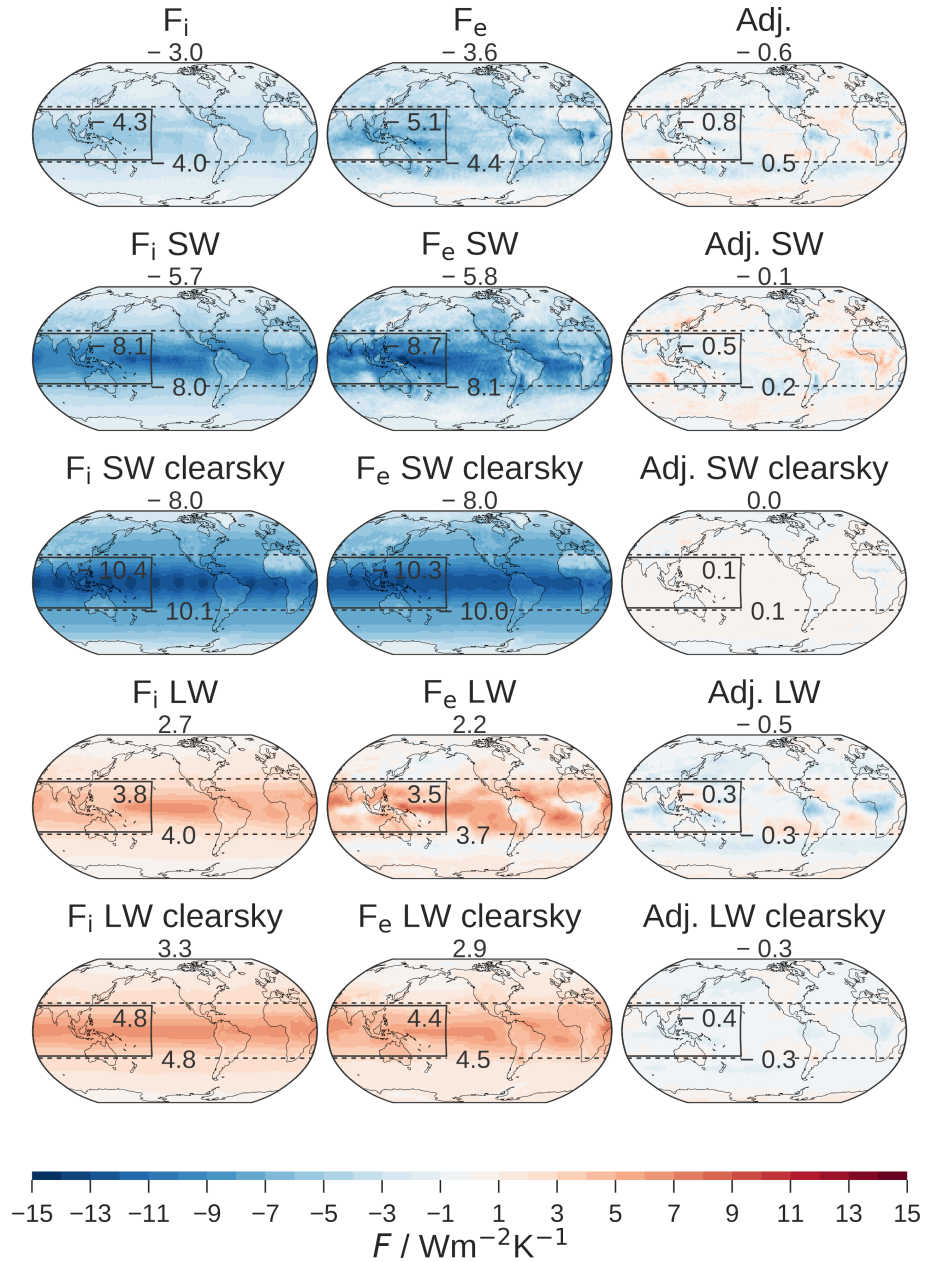 Fi Fe Adj.
− 3.0 − 3.6 − 0.6
− 4.3 − 5.1 − 0.8
− 4.0 − 4.4 − 0.5
Fi SW Fe SW Adj. SW
− 5.7 − 5.8 − 0.1
− 8.1 − 8.7 − 0.5
− 8.0 − 8.1 − 0.2
Fi SW clearsky Fe SW clearsky Adj. SW clearsky
− 8.0 − 8.0 0.0
− 10.4 − 10.3 0.1
− 10.1 − 10.0 0.1
Fi LW Fe LW Adj. LW
2.7 2.2 − 0.5
3.8 3.5 − 0.3
4.0 3.7 − 0.3
Fi LW clearsky Fe LW clearsky Adj. LW clearsky
3.3 2.9 − 0.3
4.8 4.4 − 0.4
4.8 4.5 − 0.3
−15 −13 −11 −9 −7 −5 −3 −1 1 3 5 7 9 11 13 15
F / Wm−2K−1